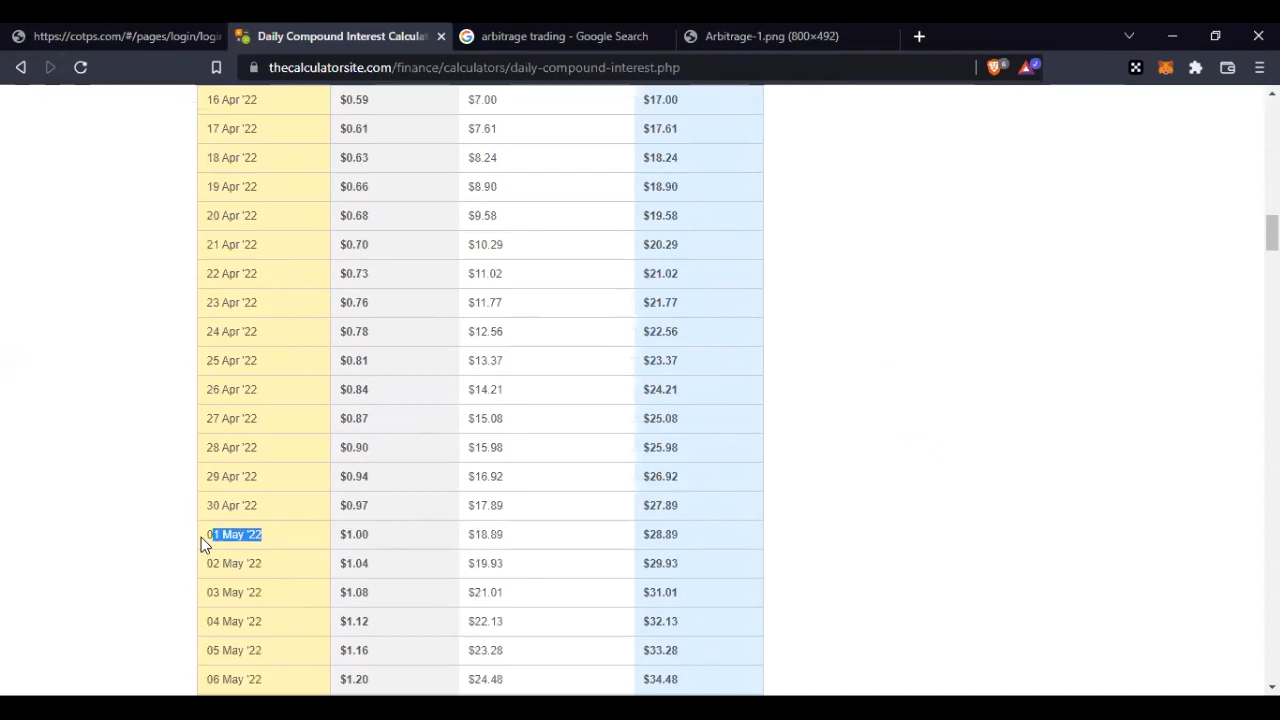 https://cotps.com/#/pages/login/login
Daily Compound Interest Calculat
arbitrage trading - Google Search
Arbitrage-1.png (800×492)
thecalculatorsite.com/finance/calculators/daily-compound-interest.php
16 Apr '22 $0.59 $7.00 $17.00
17 Apr '22 $0.61 $7.61 $17.61
18 Apr '22 $0.63 $8.24 $18.24
19 Apr '22 $0.66 $8.90 $18.90
20 Apr '22 $0.68 $9.58 $19.58
21 Apr '22 $0.70 $10.29 $20.29
22 Apr '22 $0.73 $11.02 $21.02
23 Apr '22 $0.76 $11.77 $21.77
24 Apr '22 $0.78 $12.56 $22.56
25 Apr '22 $0.81 $13.37 $23.37
26 Apr '22 $0.84 $14.21 $24.21
27 Apr '22 $0.87 $15.08 $25.08
28 Apr '22 $0.90 $15.98 $25.98
29 Apr '22 $0.94 $16.92 $26.92
30 Apr '22 $0.97 $17.89 $27.89
01 May '22 $1.00 $18.89 $28.89
02 May '22 $1.04 $19.93 $29.93
03 May '22 $1.08 $21.01 $31.01
04 May '22 $1.12 $22.13 $32.13
05 May '22 $1.16 $23.28 $33.28
06 May '22 $1.20 $24.48 $34.48